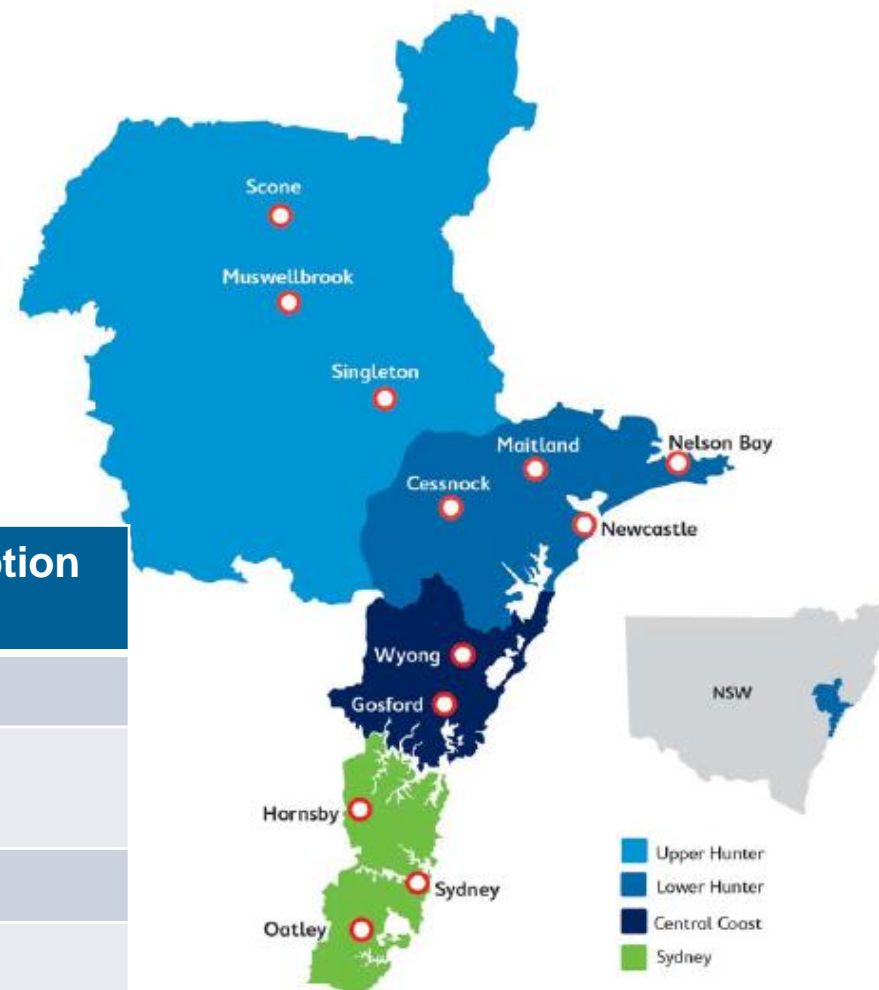 Scone
Muswellbrook
Singleton
Maitland
Nelson Bay
Cessnock
Newcastle
Wyong
Gosford
Hornsby
Sydney
Oatley
NSW
Upper Hunter
Lower Hunter
Central Coast
Sydney